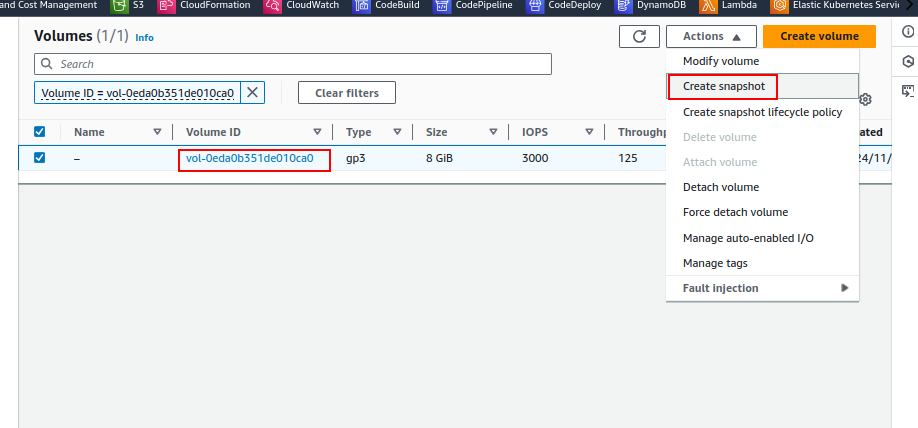 and Cost Management S3 CloudFormation CloudWatch CodeBuild CodePipeline CodeDeploy DynamoDB Lambda Elastic Kubernetes
Volumes (1/1) Info
Actions
Create volume
Search
Volume ID = vol-0eda0b351de010ca0
Clear filters
Modify volume
Create snapshot
Create snapshot lifecycle policy
Delete volume
Attach volume
Detach volume
Force detach volume
Manage auto-enabled I/O
Manage tags
Fault injection
Name Volume ID Type Size IOPS Throughp ated
– vol-0eda0b351de010ca0 gp3 8 GiB 3000 125 24/11/